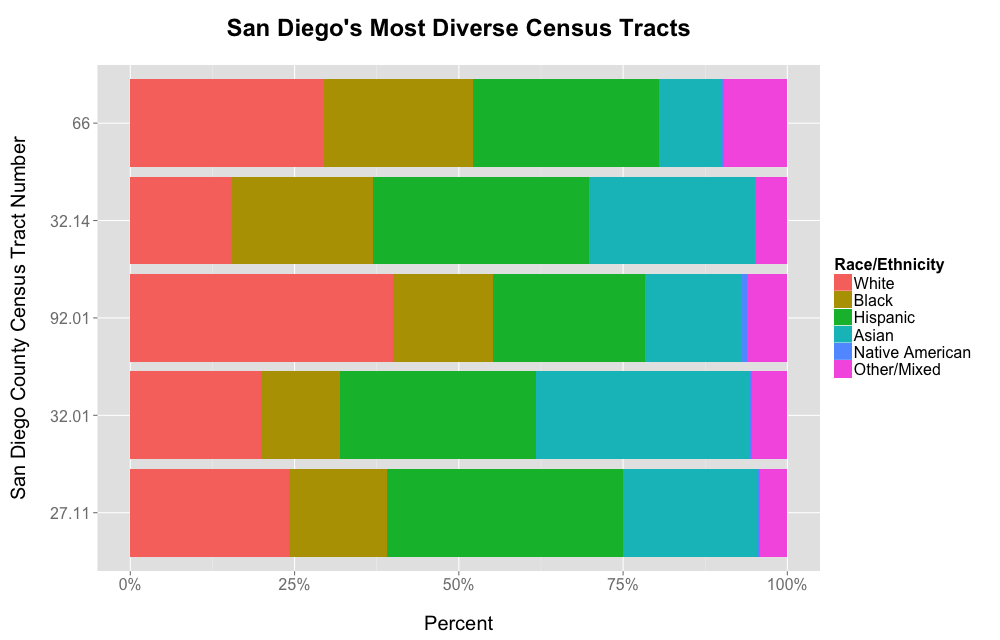 San Diego's Most Diverse Census Tracts
San Diego County Census Tract Number
66
32.14
92.01
32.01
27.11
0%
25%
50%
75%
100%
Percent
Race/Ethnicity
White
Black
Hispanic
Asian
Native American
Other/Mixed